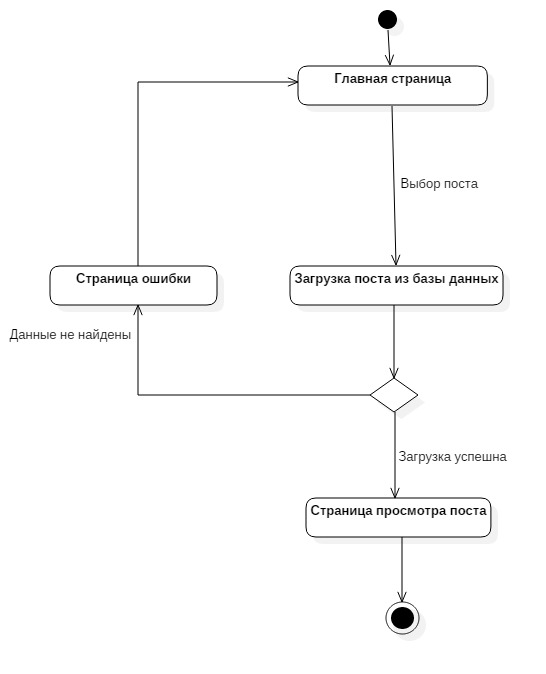 Главная страница
Выбор поста
Страница ошибки
Загрузка поста из базы данных
Данные не найдены
Загрузка успешна
Страница просмотра поста